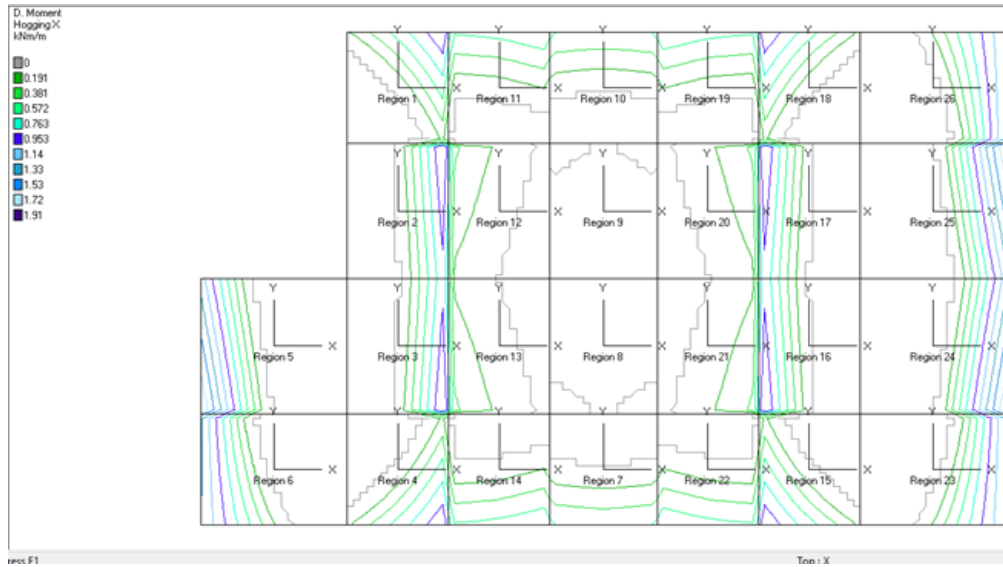 D. Moment
Hogging X
kNm/m
0
0.191
0.381
0.572
0.763
0.953
1.14
1.33
1.53
1.72
1.91
Y Y Y Y Y Y
X X X X X X
Region 1 Region 11 Region 10 Region 19 Region 18 Region 26
Y Y Y Y Y Y
X X X X X X
Region 2 Region 12 Region 9 Region 20 Region 17 Region 25
Y Y Y Y Y Y Y
X X X X X X X
Region 5 Region 3 Region 13 Region 8 Region 21 Region 16 Region 24
Y Y Y Y Y Y Y
X X X X X X X
Region 6 Region 4 Region 14 Region 7 Region 22 Region 15 Region 23
ress F1 Top : X